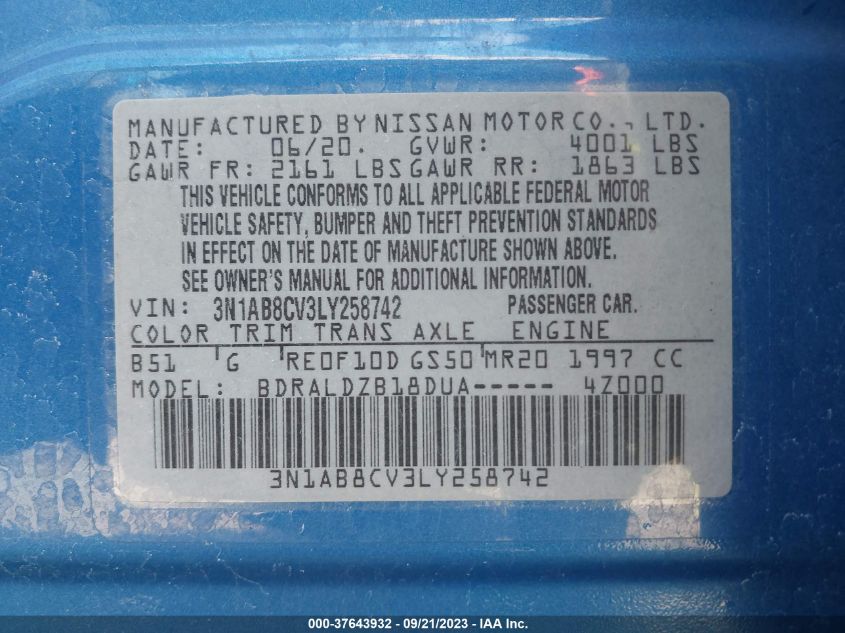 MANUFACTURED BY NISSAN MOTOR CO., LTD.
DATE: 06/20. GVWR: 4001 LBS
GAWR FR: 2161 LBS GAWR RR: 1863 LBS
THIS VEHICLE CONFORMS TO ALL APPLICABLE FEDERAL MOTOR
VEHICLE SAFETY, BUMPER AND THEFT PREVENTION STANDARDS
IN EFFECT ON THE DATE OF MANUFACTURE SHOWN ABOVE.
SEE OWNER'S MANUAL FOR ADDITIONAL INFORMATION.
VIN: 3N1AB8CV3LY258742 PASSENGER CAR.
COLOR TRIM TRANS AXLE ENGINE
B51 G RE0F10D GS50 MR20 1997 CC
MODEL: BDRALDZB18DUA----- 4Z000
3N1AB8CV3LY258742
000-37643932 - 09/21/2023 - IAA Inc.